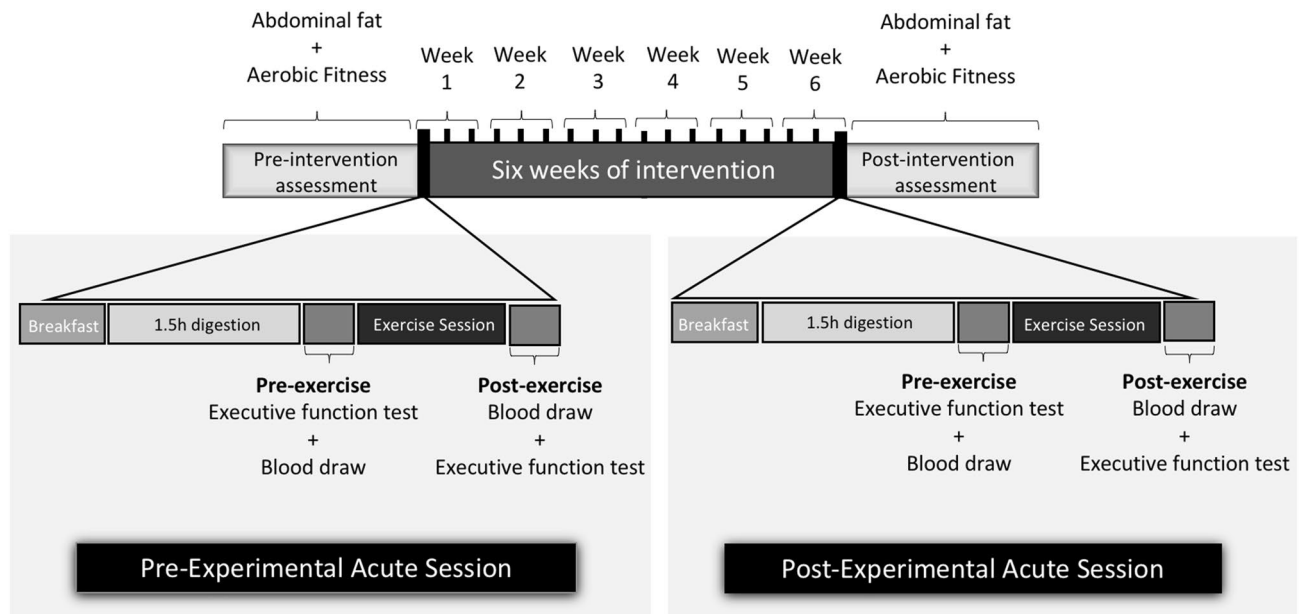 Abdominal fat
+
Aerobic Fitness
Week
1
Week
2
Week
3
Week
4
Week
5
Week
6
Abdominal fat
+
Aerobic Fitness
Pre-intervention
assessment
Six weeks of intervention
Post-intervention
assessment
Breakfast
1.5h digestion
Exercise Session
Pre-exercise
Executive function test
+
Blood draw
Post-exercise
Blood draw
+
Executive function test
Pre-Experimental Acute Session
Breakfast
1.5h digestion
Exercise Session
Pre-exercise
Executive function test
+
Blood draw
Post-exercise
Blood draw
+
Executive function test
Post-Experimental Acute Session